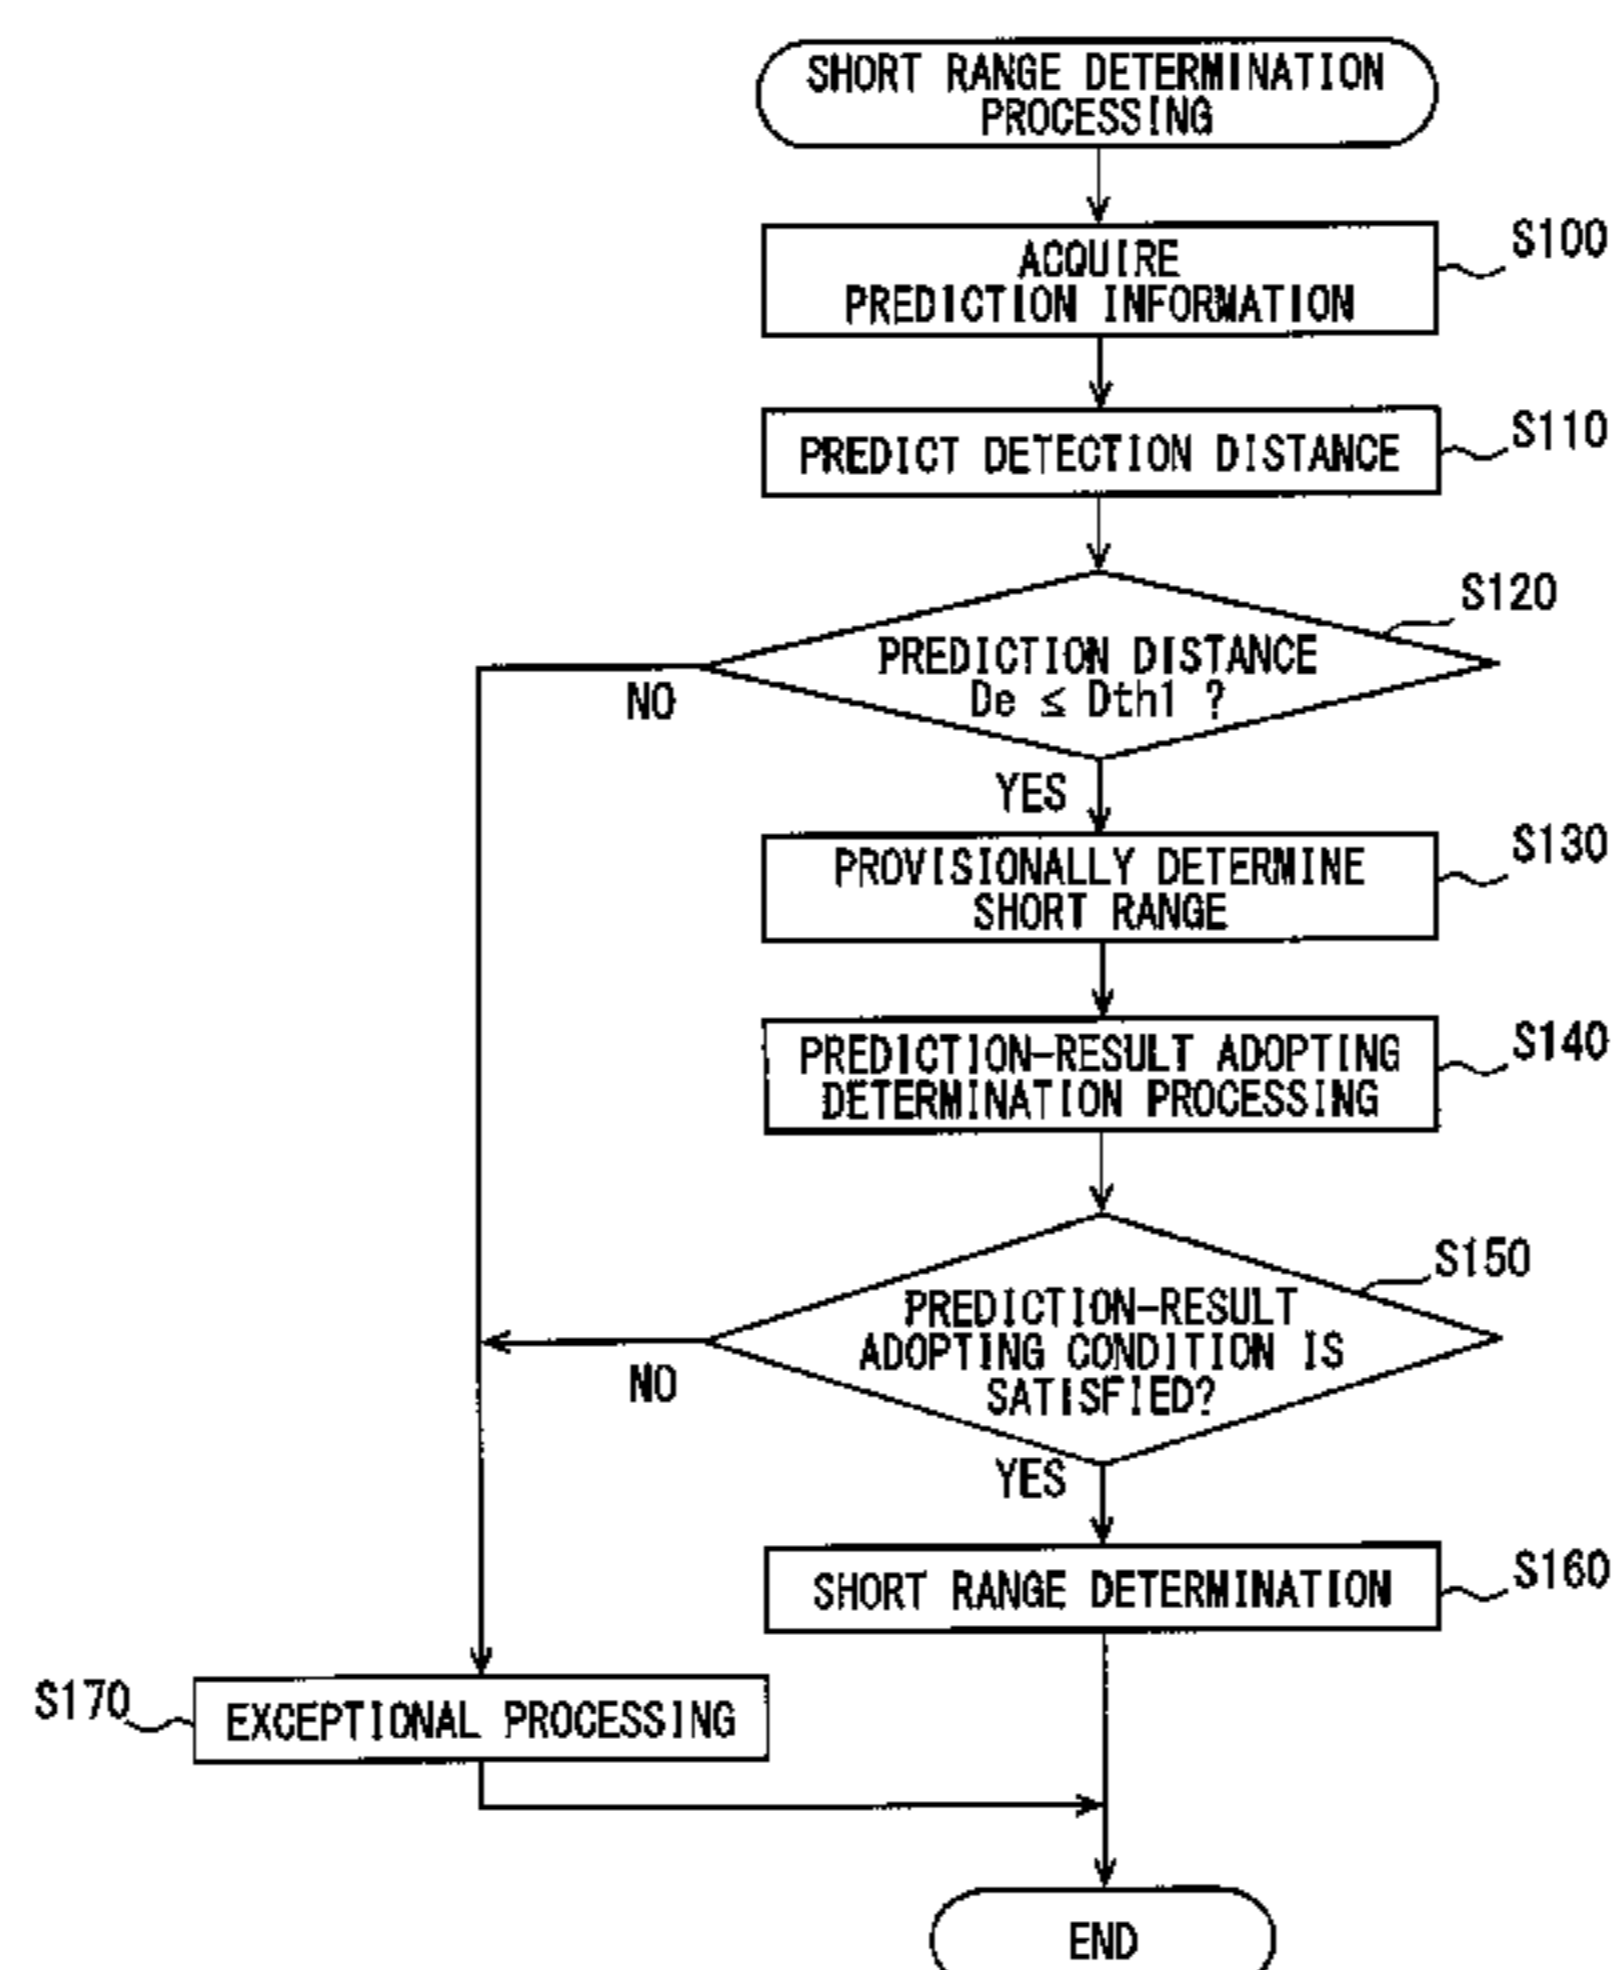 SHORT RANGE DETERMINATION
PROCESSING
S100
ACQUIRE
PREDICTION INFORMATION
S110
PREDICT DETECTION DISTANCE
S120
PREDICTION DISTANCE
De ≤ Dth1 ?
NO
YES
S130
PROVISIONALLY DETERMINE
SHORT RANGE
S140
PREDICTION-RESULT ADOPTING
DETERMINATION PROCESSING
S150
PREDICTION-RESULT
ADOPTING CONDITION IS
SATISFIED?
NO
YES
S160
SHORT RANGE DETERMINATION
S170
EXCEPTIONAL PROCESSING
END